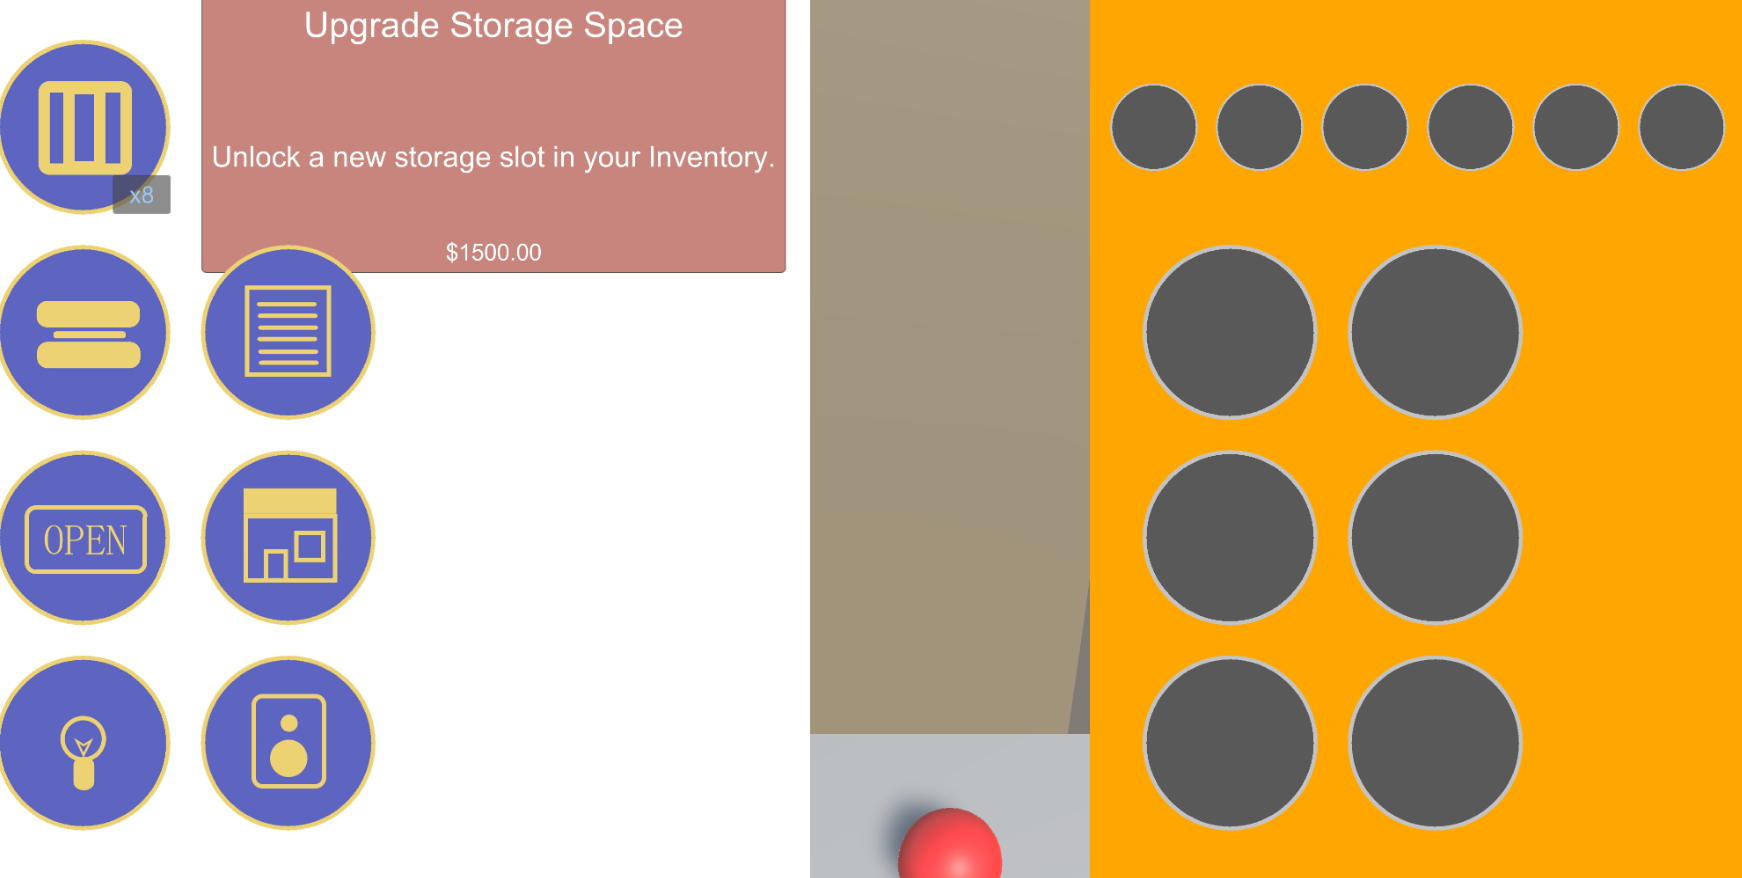 Upgrade Storage Space
Unlock a new storage slot in your Inventory.
x8
$1500.00
OPEN